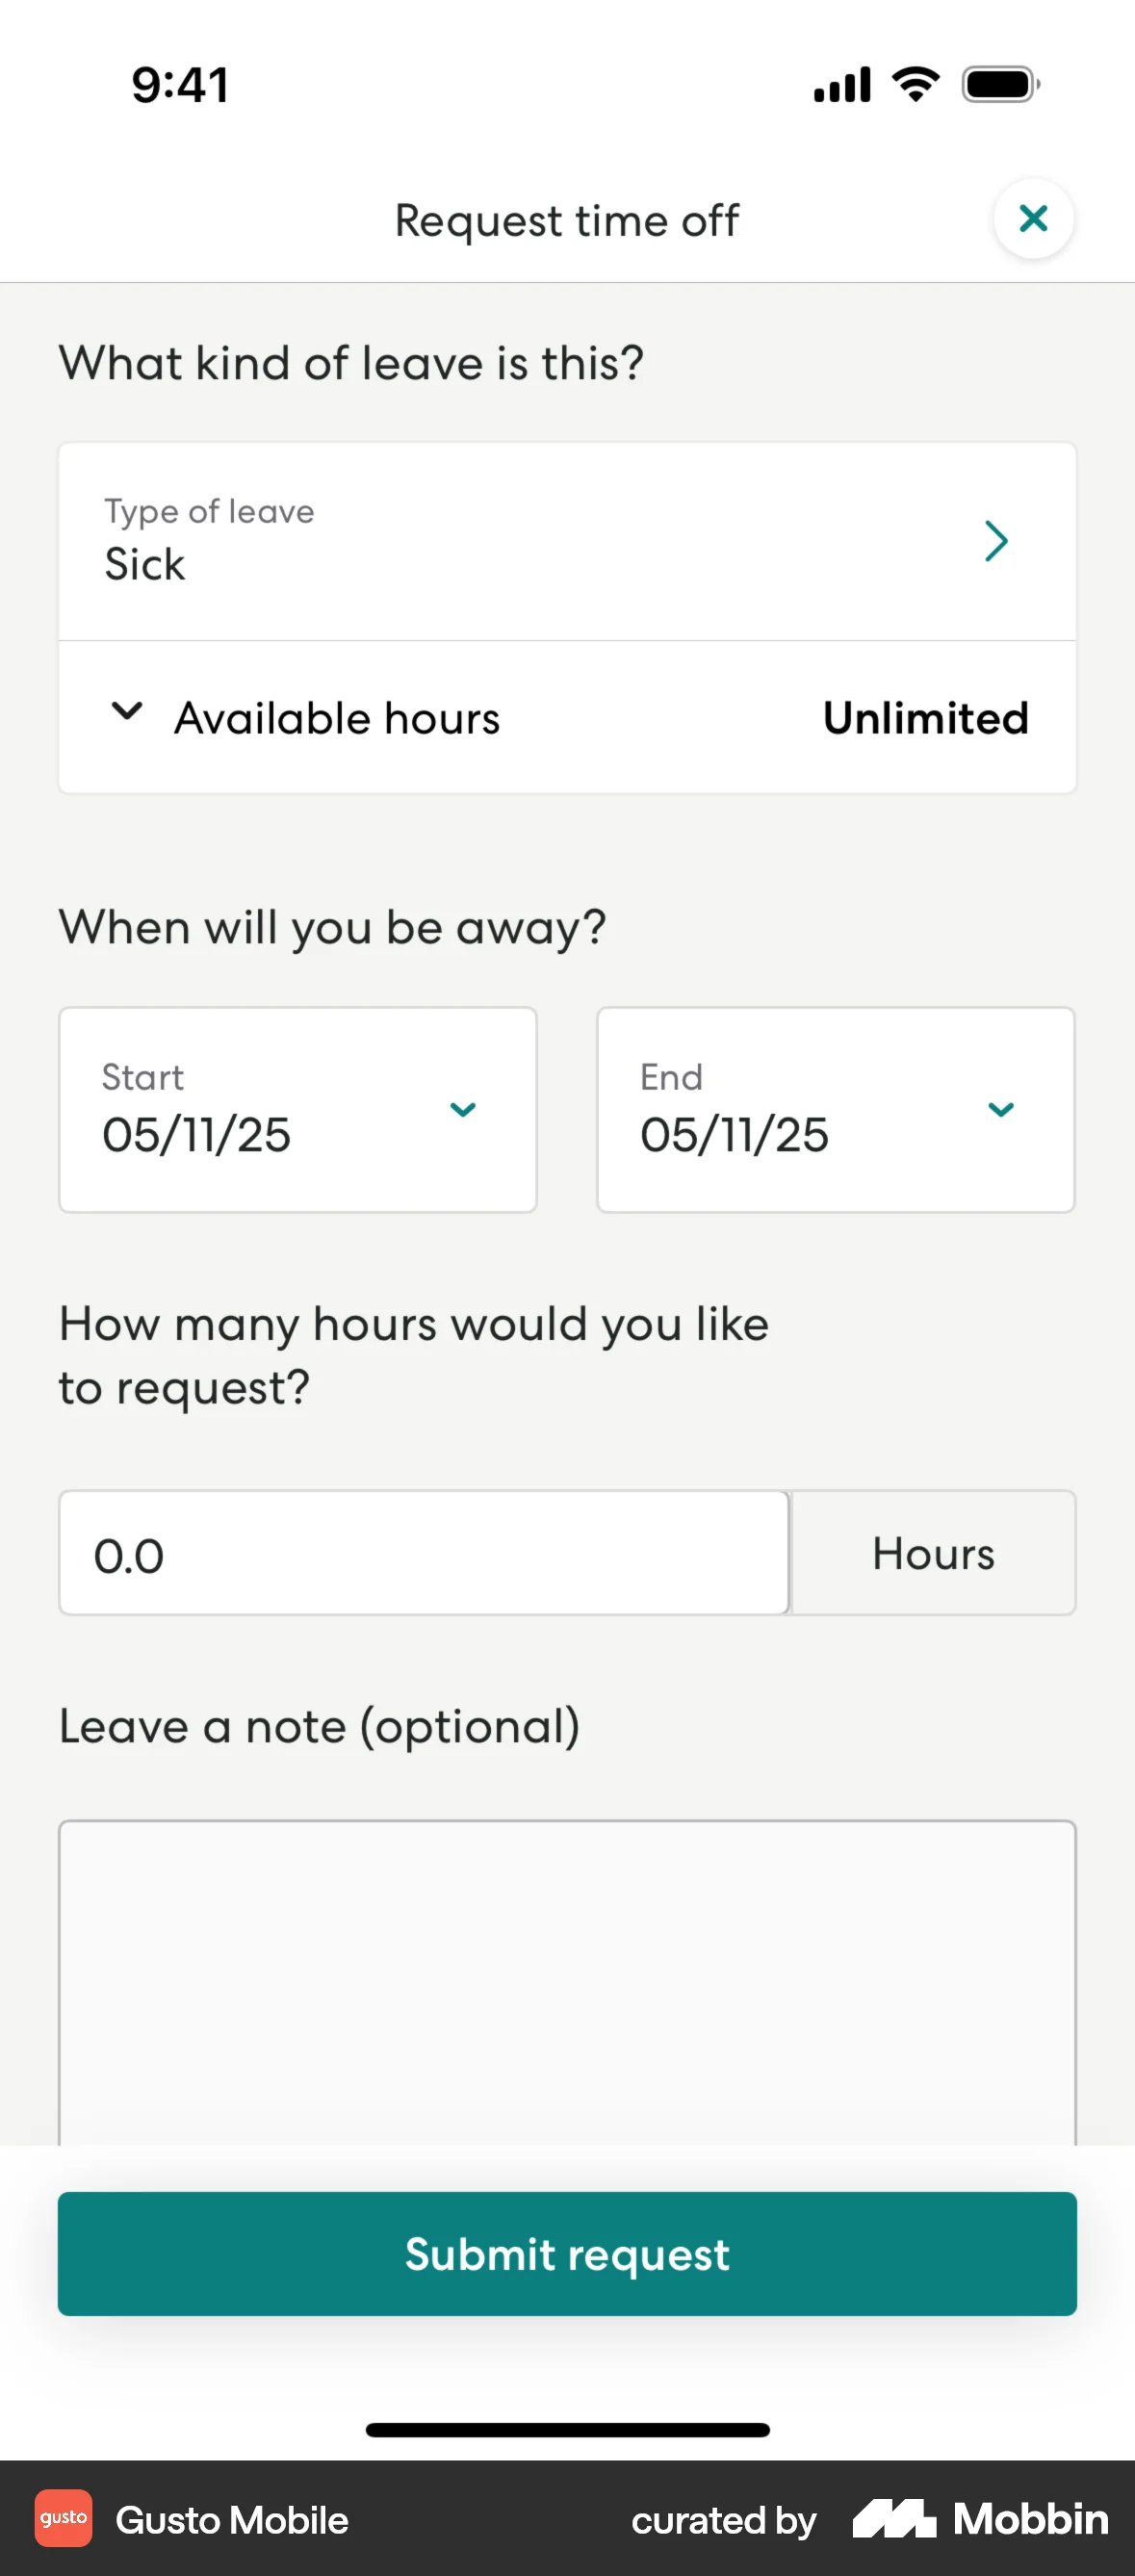 9:41
Request time off
What kind of leave is this?
Type of leave
Sick
Available hours
Unlimited
When will you be away?
Start
05/11/25
End
05/11/25
How many hours would you like
to request?
0.0
Hours
Leave a note (optional)
Submit request
gusto
Gusto Mobile
curated by
Mobbin